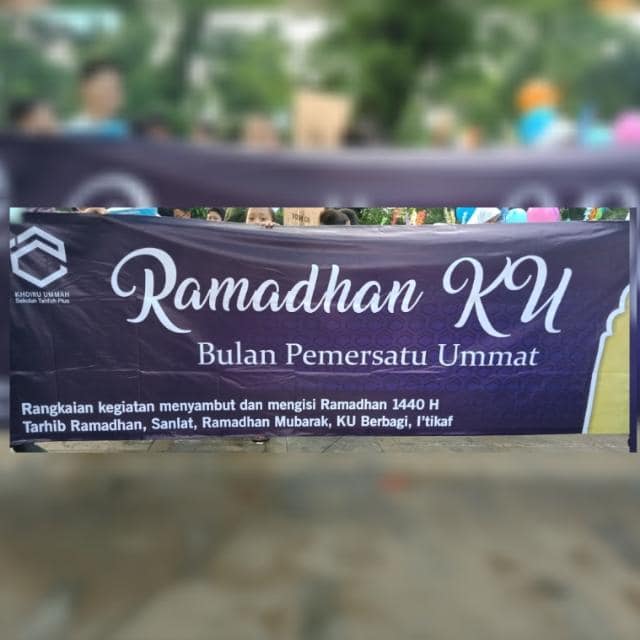 KHOIRU UMMAH
Sekolah Tahfizh Plus
Ramadhan KU
Bulan Pemersatu Ummat
Rangkaian kegiatan menyambut dan mengisi Ramadhan 1440 H
Tarhib Ramadhan, Sanlat, Ramadhan Mubarak, KU Berbagi, I'tikaf